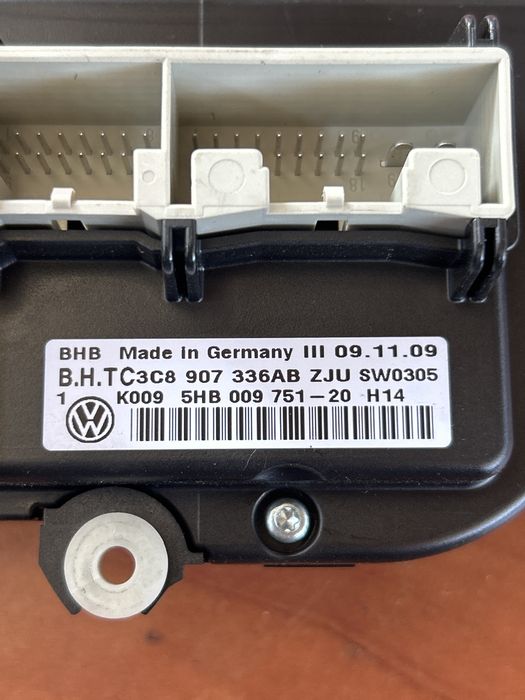 18
BHB Made in Germany III 09.11.09
B.H.TC3C8 907 336AB ZJU SW0305
1 K009 5HB 009 751-20 H14